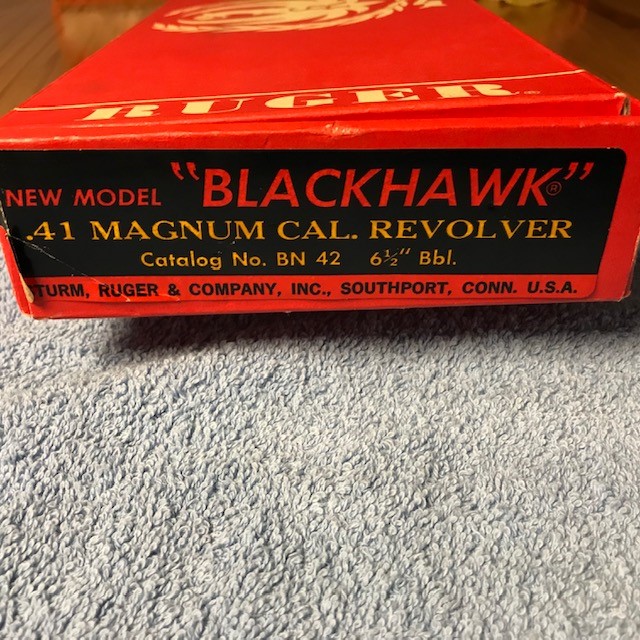 RUGER®
NEW MODEL "BLACKHAWK®"
.41 MAGNUM CAL. REVOLVER
Catalog No. BN 42 6½" Bbl.
TURM, RUGER & COMPANY, INC., SOUTHPORT, CONN. U.S.A.